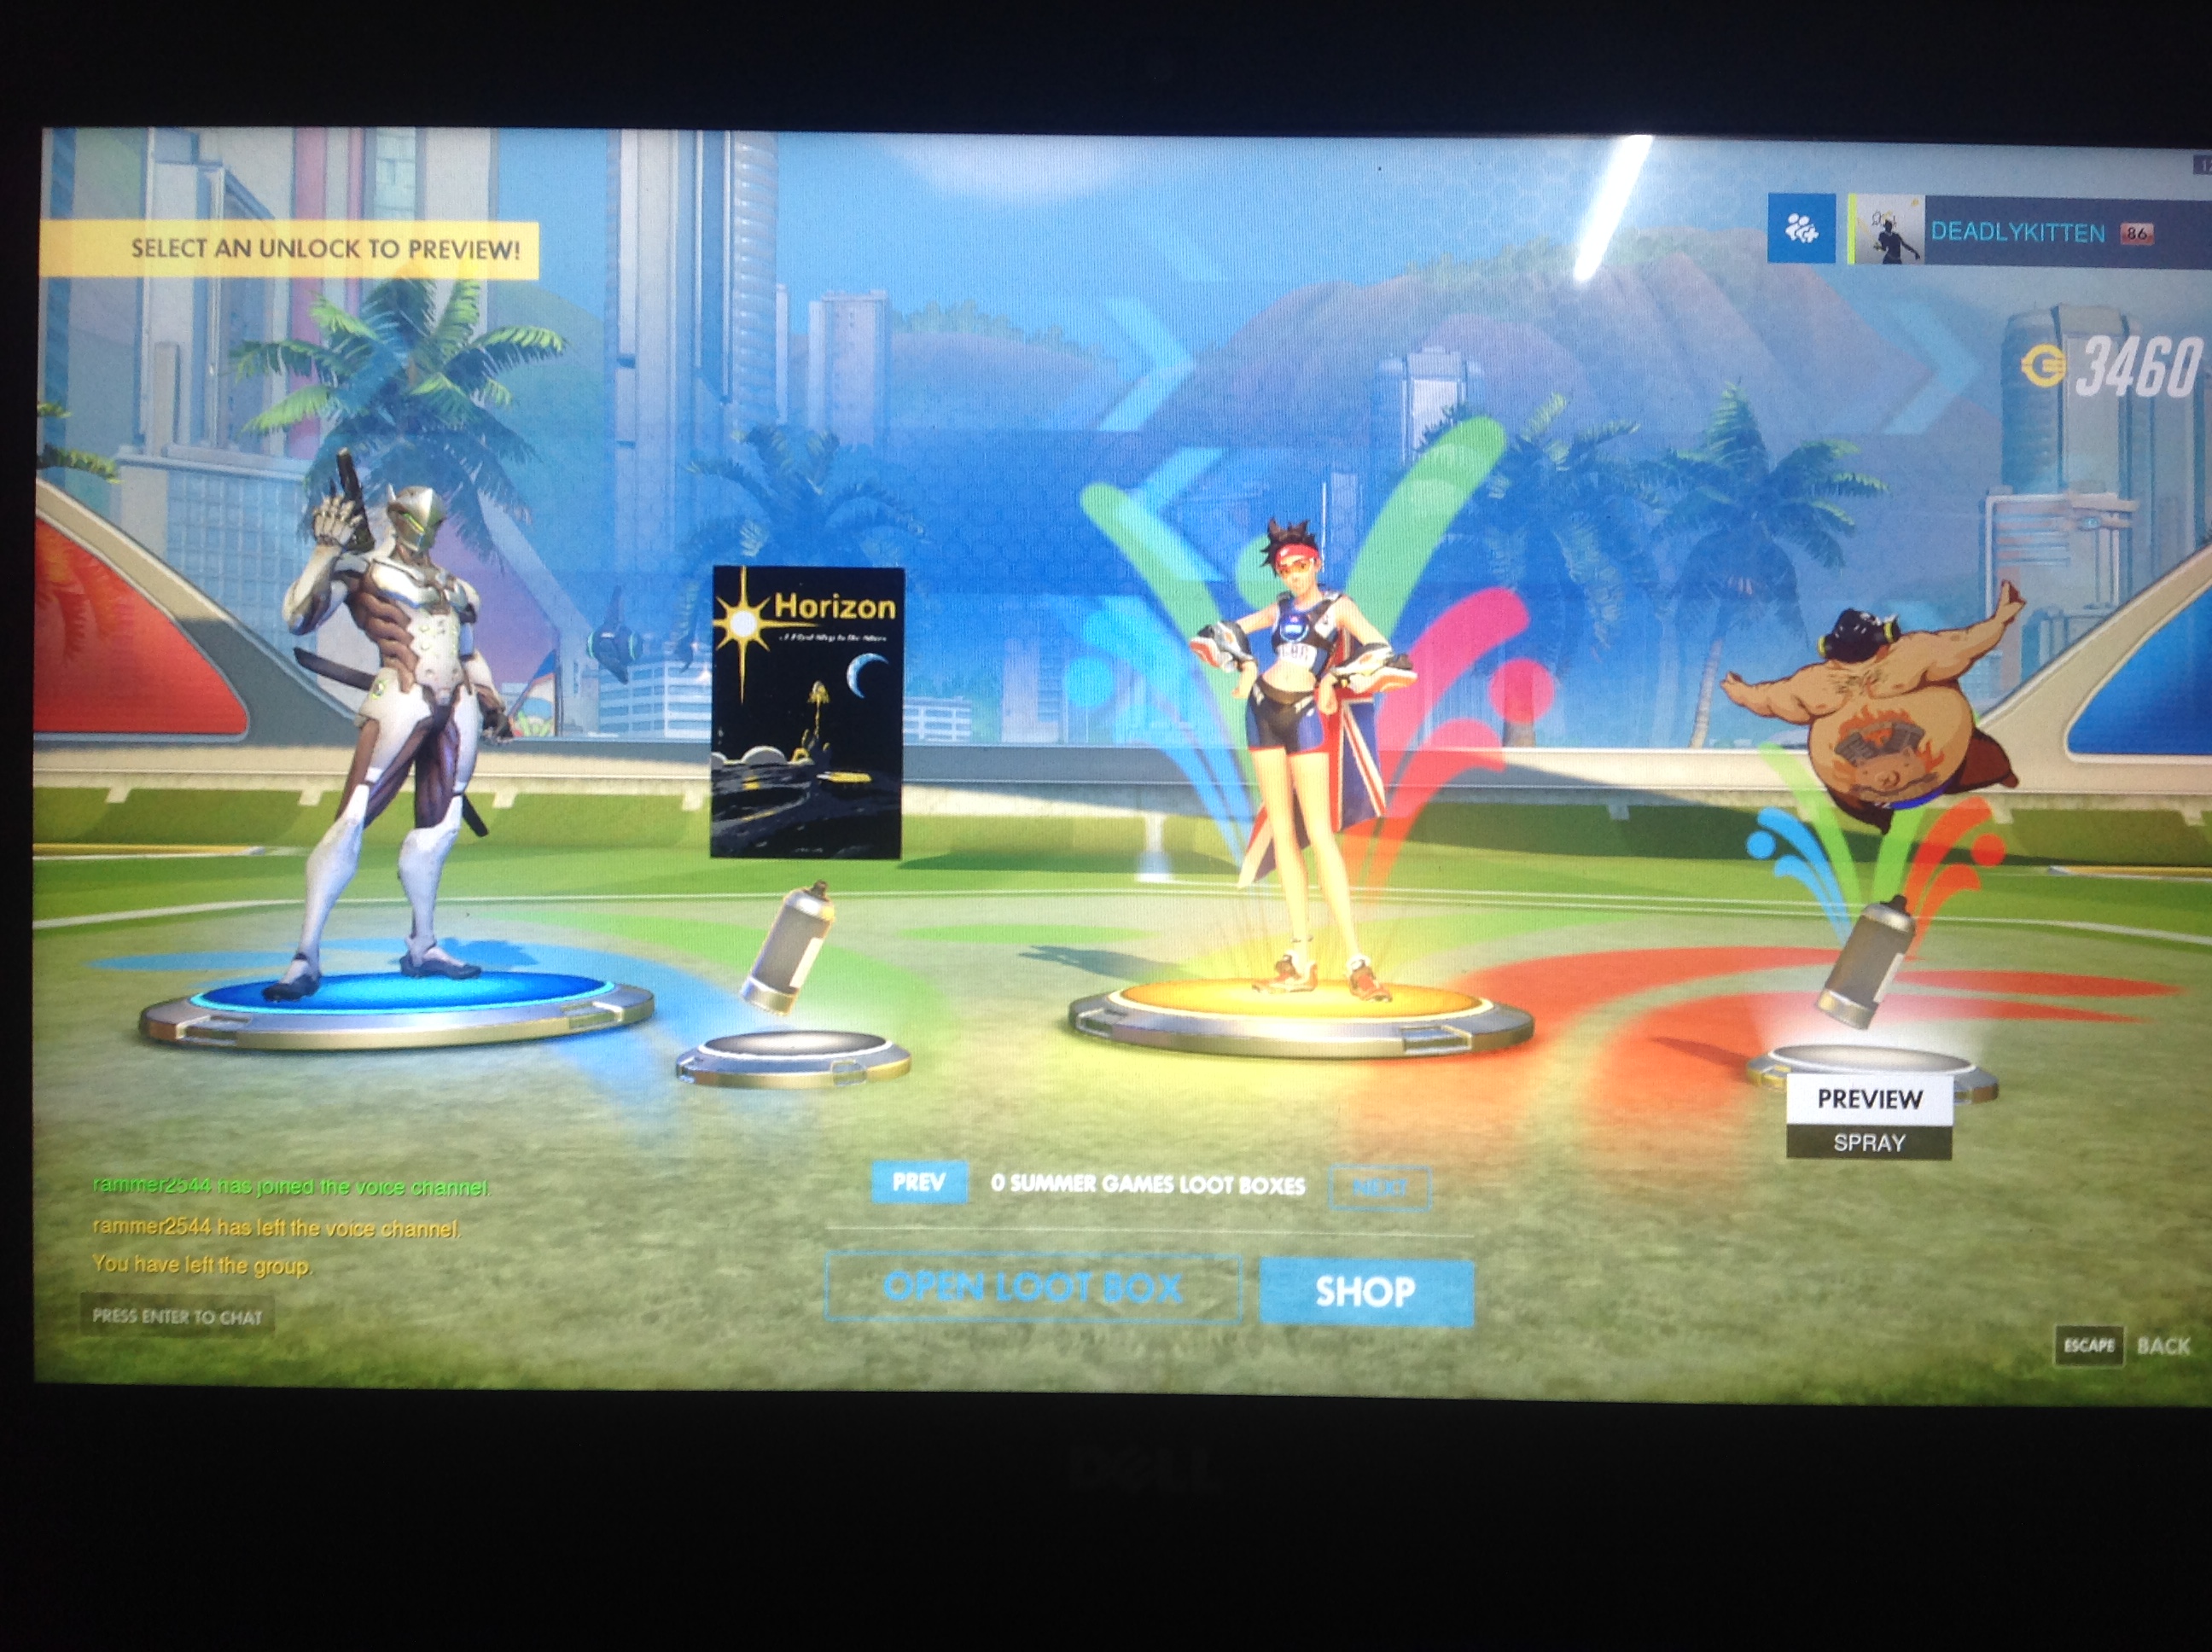 SELECT AN UNLOCK TO PREVIEW!
DEADLYKITTEN 86
3460
Horizon
PREVIEW
SPRAY
rammer2544 has joined the voice channel.
rammer2544 has left the voice channel.
You have left the group.
PRESS ENTER TO CHAT
PREV 0 SUMMER GAMES LOOT BOXES NEXT
OPEN LOOT BOX SHOP
ESCAPE BACK
DELL